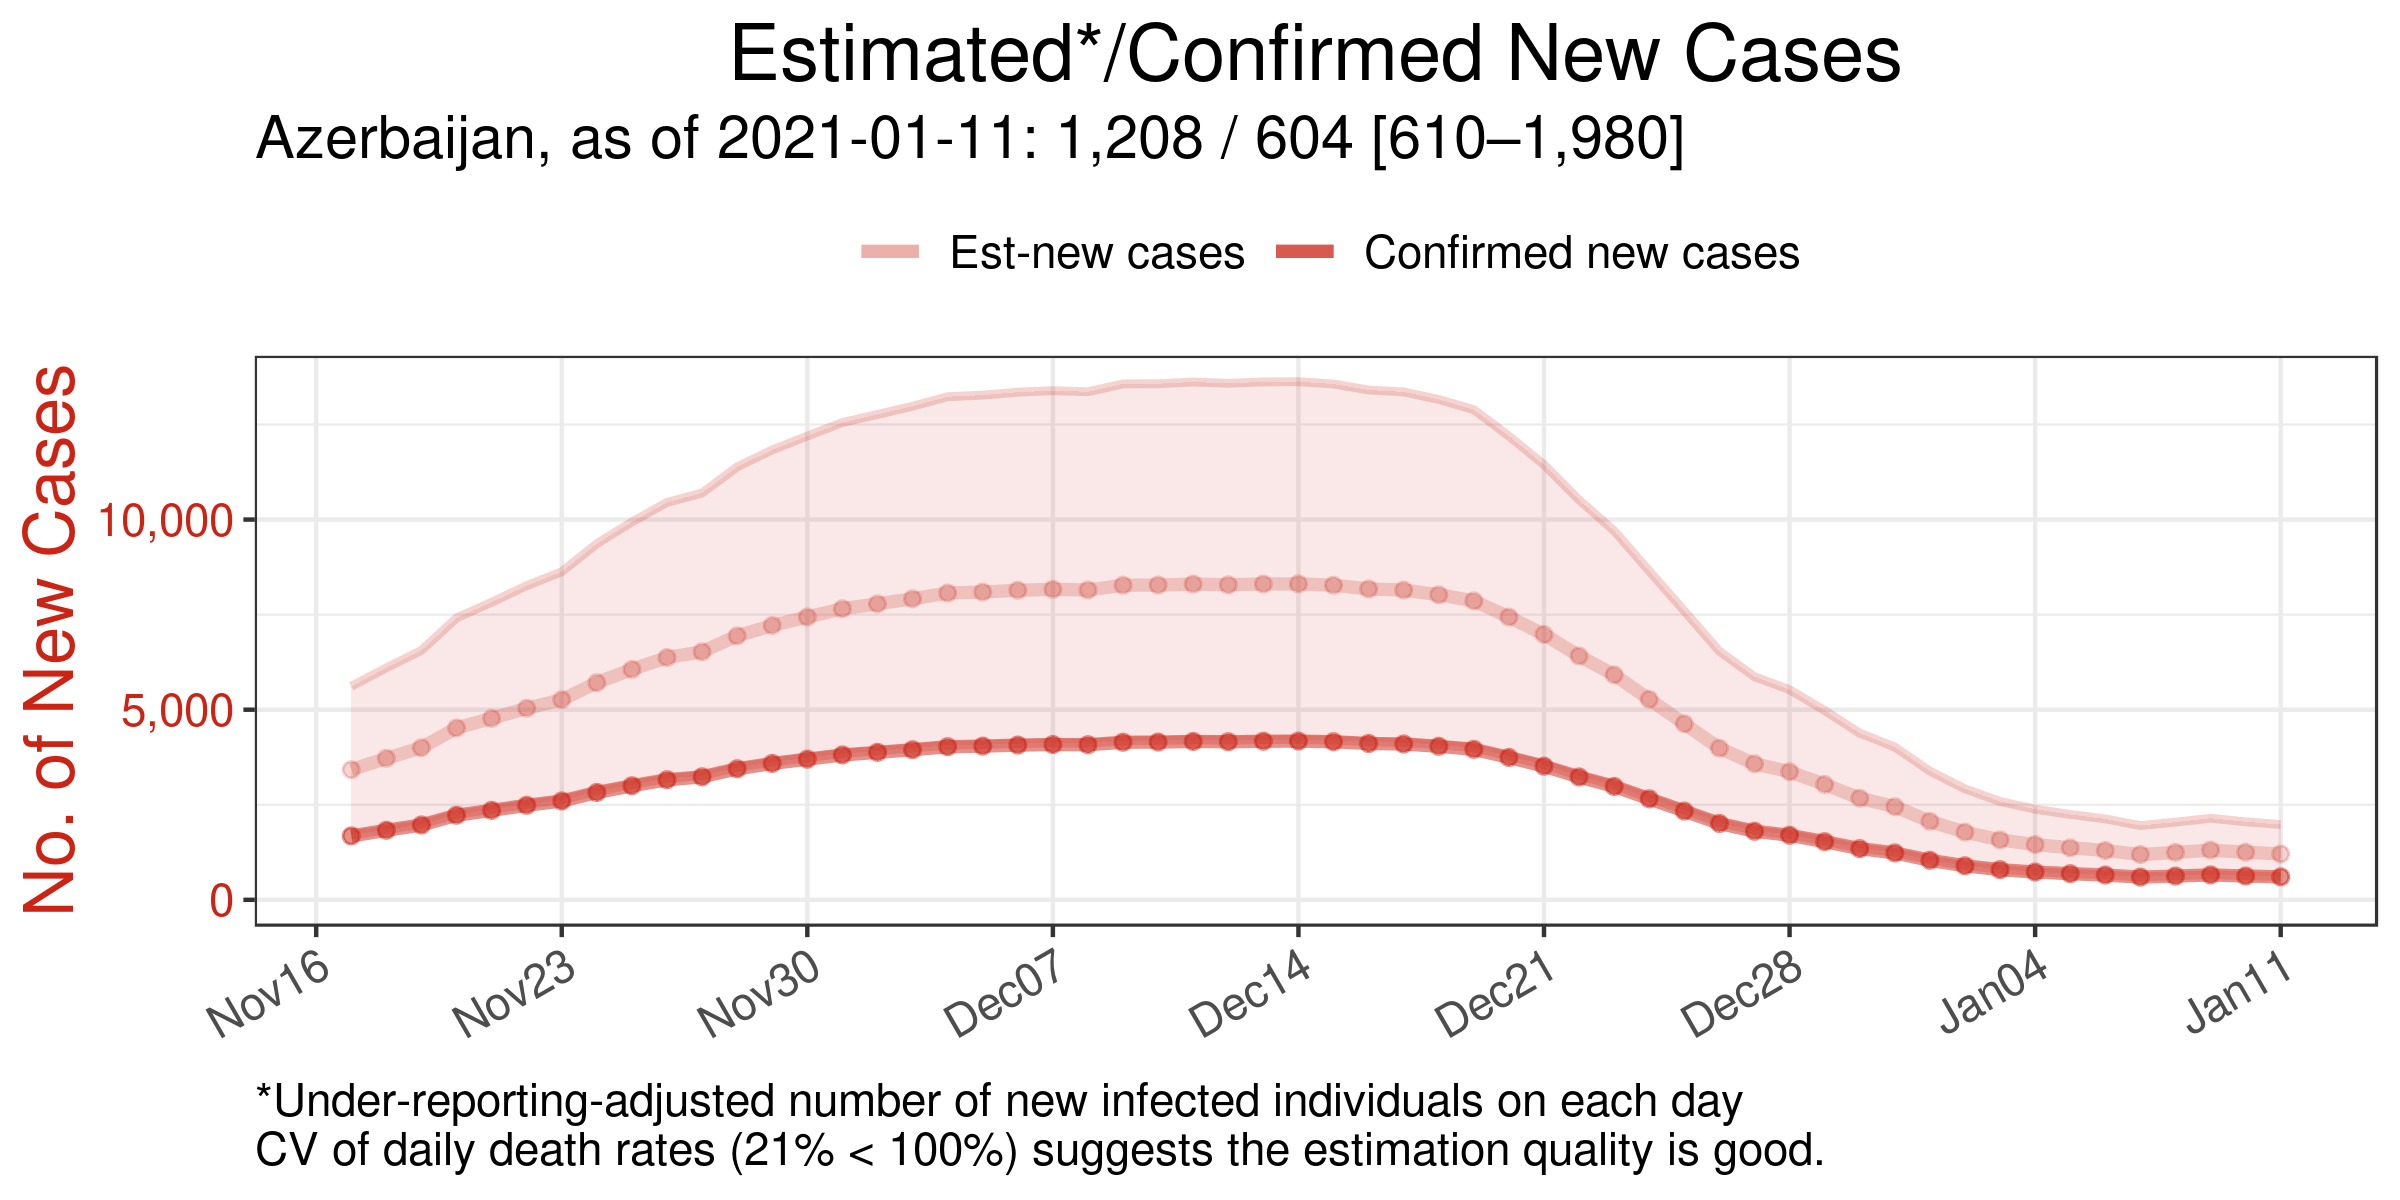 Estimated*/Confirmed New Cases
Azerbaijan, as of 2021-01-11: 1,208 / 604 [610–1,980]
Est-new cases
Confirmed new cases
No. of New Cases
10,000
5,000
0
Nov16
Nov23
Nov30
Dec07
Dec14
Dec21
Dec28
Jan04
Jan11
*Under-reporting-adjusted number of new infected individuals on each day
CV of daily death rates (21% < 100%) suggests the estimation quality is good.